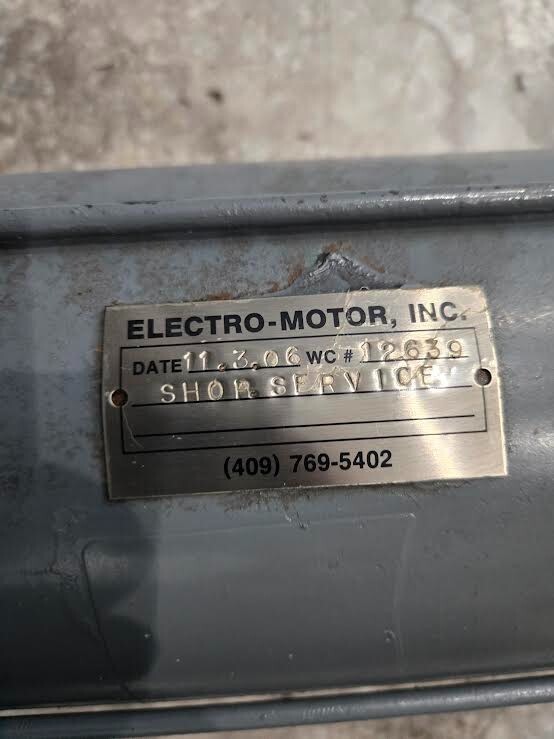 ELECTRO-MOTOR, INC.
DATE 11.3.06 WC # 12639
SHOP SERVICE
(409) 769-5402